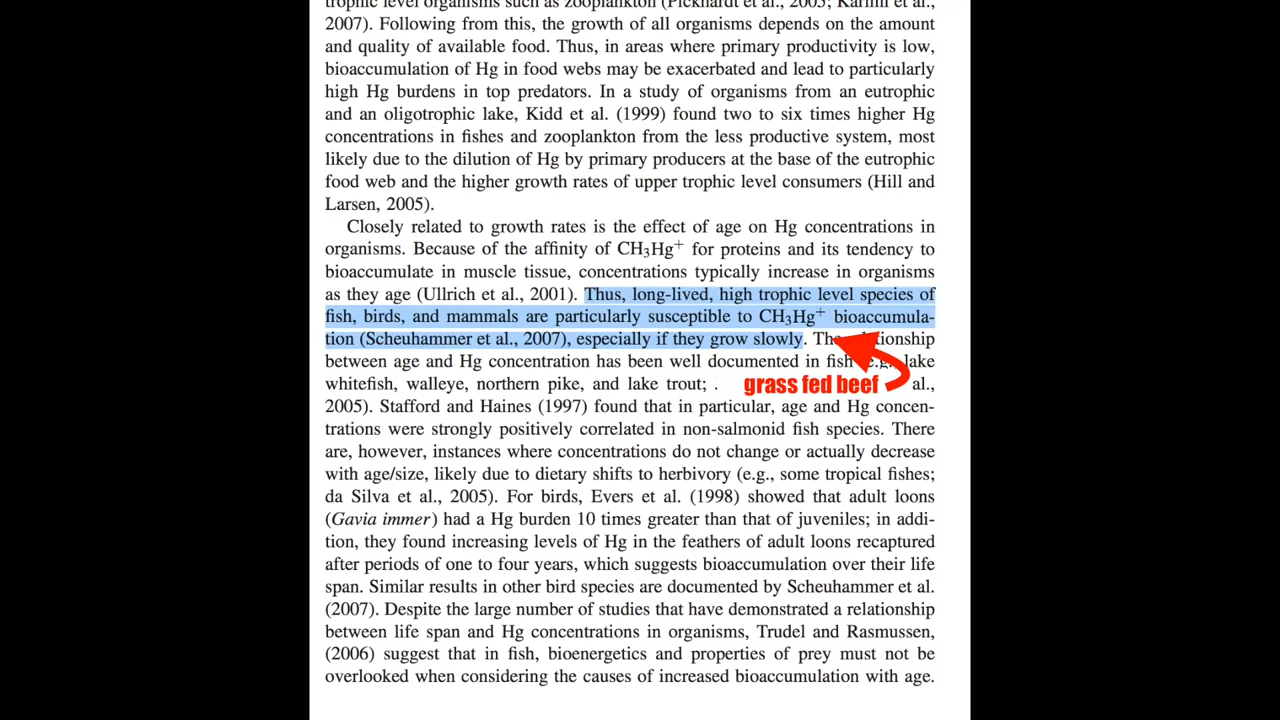 trophic level organisms such as zooplankton (Pickhardt et al., 2005; Karimi et al.,
2007). Following from this, the growth of all organisms depends on the amount
and quality of available food. Thus, in areas where primary productivity is low,
bioaccumulation of Hg in food webs may be exacerbated and lead to particularly
high Hg burdens in top predators. In a study of organisms from an eutrophic
and an oligotrophic lake, Kidd et al. (1999) found two to six times higher Hg
concentrations in fishes and zooplankton from the less productive system, most
likely due to the dilution of Hg by primary producers at the base of the eutrophic
food web and the higher growth rates of upper trophic level consumers (Hill and
Larsen, 2005).
Closely related to growth rates is the effect of age on Hg concentrations in
organisms. Because of the affinity of CH₃Hg⁺ for proteins and its tendency to
bioaccumulate in muscle tissue, concentrations typically increase in organisms
as they age (Ullrich et al., 2001). Thus, long-lived, high trophic level species of
fish, birds, and mammals are particularly susceptible to CH₃Hg⁺ bioaccumula-
tion (Scheuhammer et al., 2007), especially if they grow slowly. The relationship
between age and Hg concentration has been well documented in fish e.g., lake
whitefish, walleye, northern pike, and lake trout; . grass fed beef al.,
2005). Stafford and Haines (1997) found that in particular, age and Hg concen-
trations were strongly positively correlated in non-salmonid fish species. There
are, however, instances where concentrations do not change or actually decrease
with age/size, likely due to dietary shifts to herbivory (e.g., some tropical fishes;
da Silva et al., 2005). For birds, Evers et al. (1998) showed that adult loons
(Gavia immer) had a Hg burden 10 times greater than that of juveniles; in addi-
tion, they found increasing levels of Hg in the feathers of adult loons recaptured
after periods of one to four years, which suggests bioaccumulation over their life
span. Similar results in other bird species are documented by Scheuhammer et al.
(2007). Despite the large number of studies that have demonstrated a relationship
between life span and Hg concentrations in organisms, Trudel and Rasmussen,
(2006) suggest that in fish, bioenergetics and properties of prey must not be
overlooked when considering the causes of increased bioaccumulation with age.